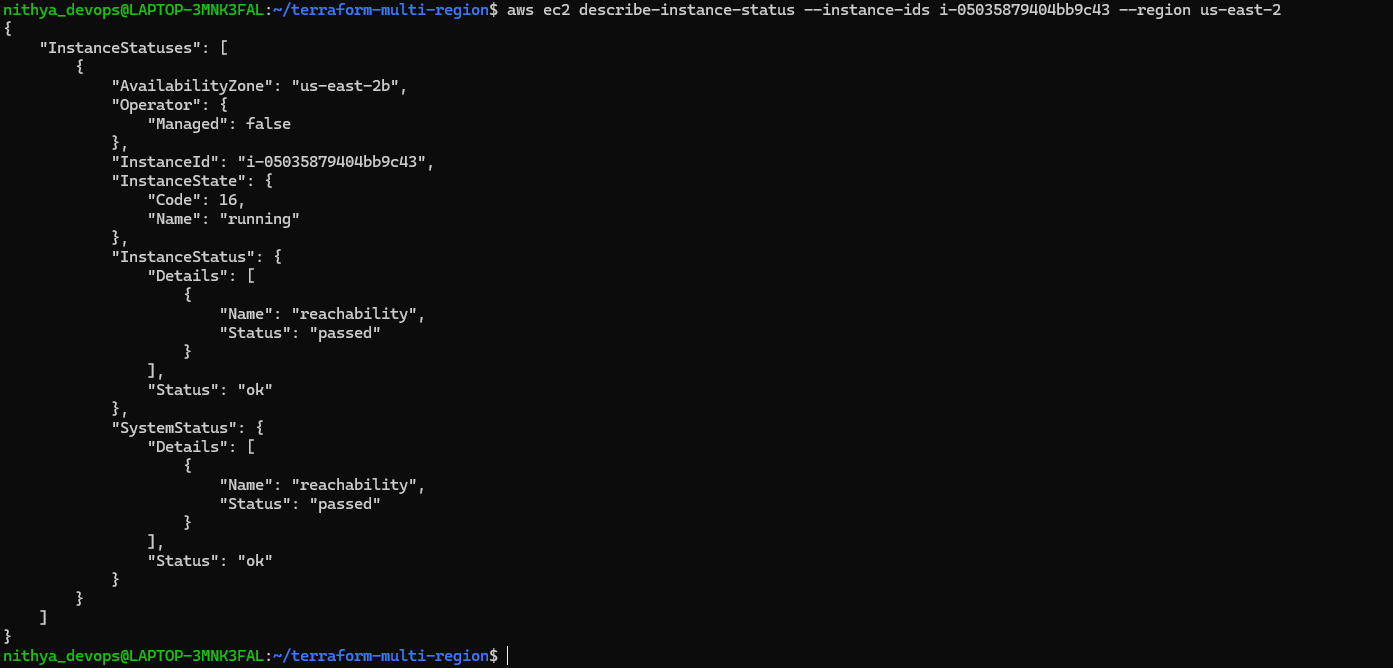 nithya_devops@LAPTOP-3MNK3FAL:~/terraform-multi-region$ aws ec2 describe-instance-status --instance-ids i-05035879404bb9c43 --region us-east-2
{
    "InstanceStatuses": [
        {
            "AvailabilityZone": "us-east-2b",
            "Operator": {
                "Managed": false
            },
            "InstanceId": "i-05035879404bb9c43",
            "InstanceState": {
                "Code": 16,
                "Name": "running"
            },
            "InstanceStatus": {
                "Details": [
                    {
                        "Name": "reachability",
                        "Status": "passed"
                    }
                ],
                "Status": "ok"
            },
            "SystemStatus": {
                "Details": [
                    {
                        "Name": "reachability",
                        "Status": "passed"
                    }
                ],
                "Status": "ok"
            }
        }
    ]
}
nithya_devops@LAPTOP-3MNK3FAL:~/terraform-multi-region$